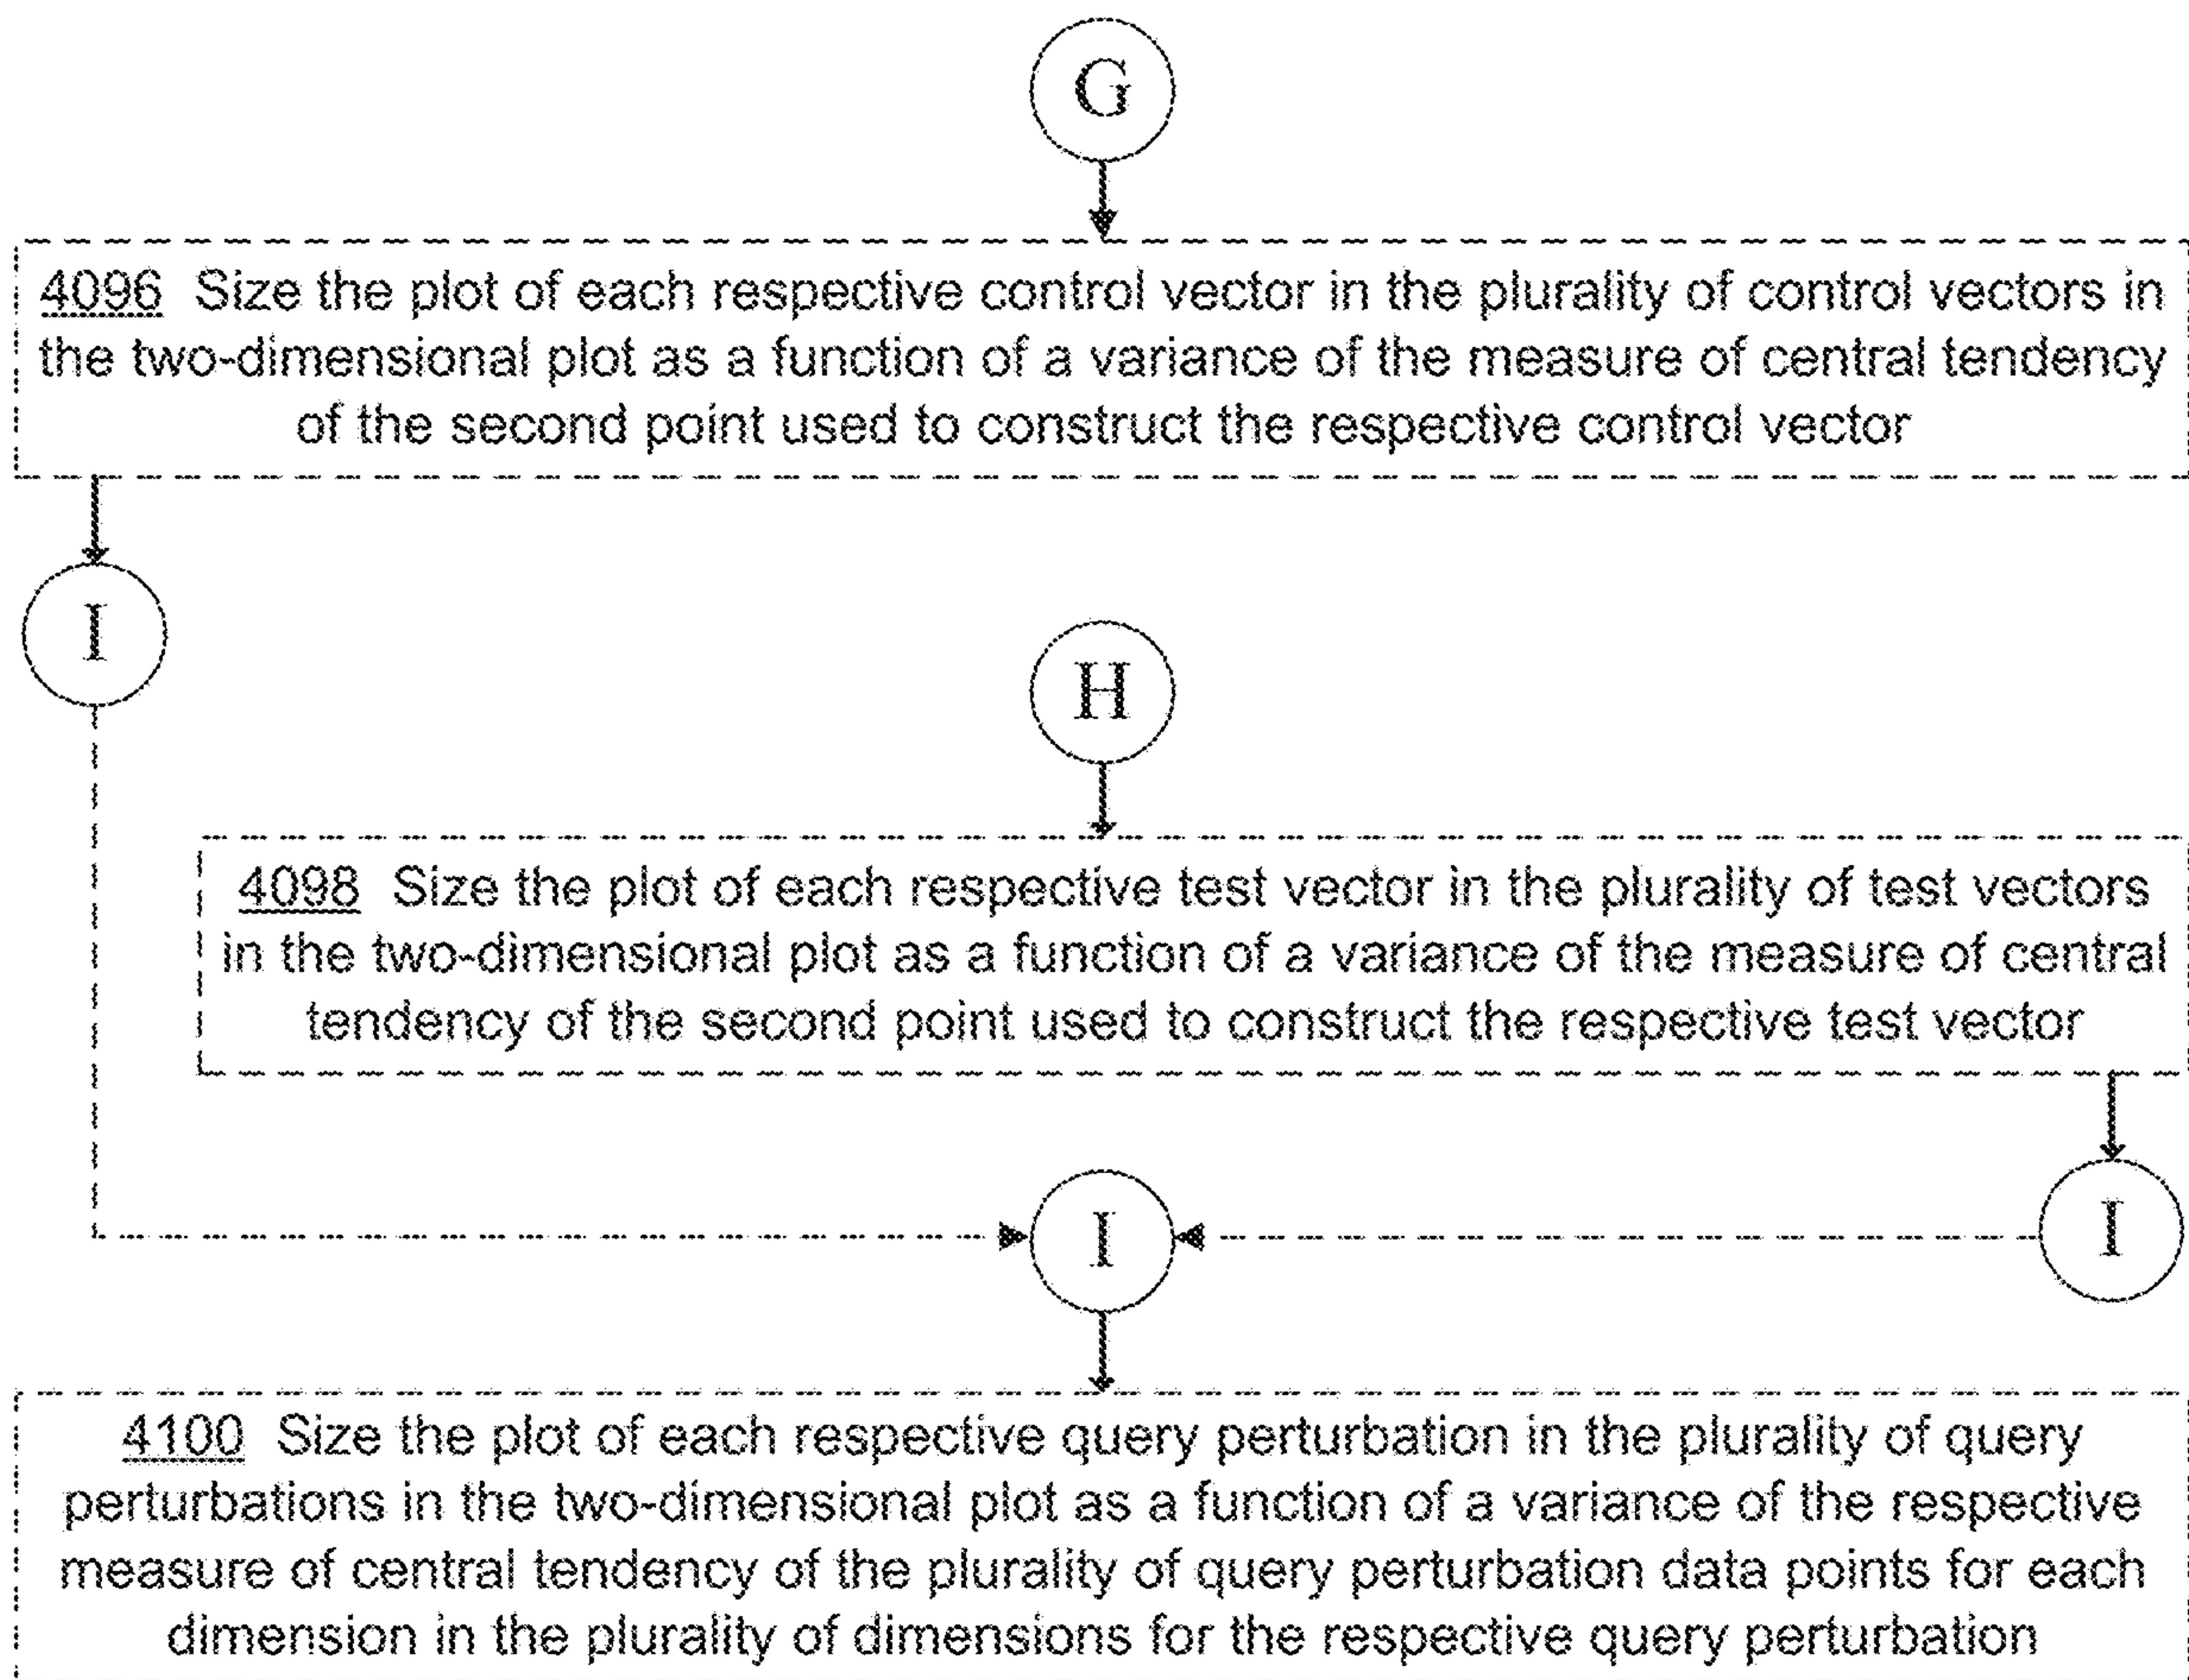 G
4096 Size the plot of each respective control vector in the plurality of control vectors in
the two-dimensional plot as a function of a variance of the measure of central tendency
of the second point used to construct the respective control vector
I
H
4098 Size the plot of each respective test vector in the plurality of test vectors
in the two-dimensional plot as a function of a variance of the measure of central
tendency of the second point used to construct the respective test vector
I
I
4100 Size the plot of each respective query perturbation in the plurality of query
perturbations in the two-dimensional plot as a function of a variance of the respective
measure of central tendency of the plurality of query perturbation data points for each
dimension in the plurality of dimensions for the respective query perturbation